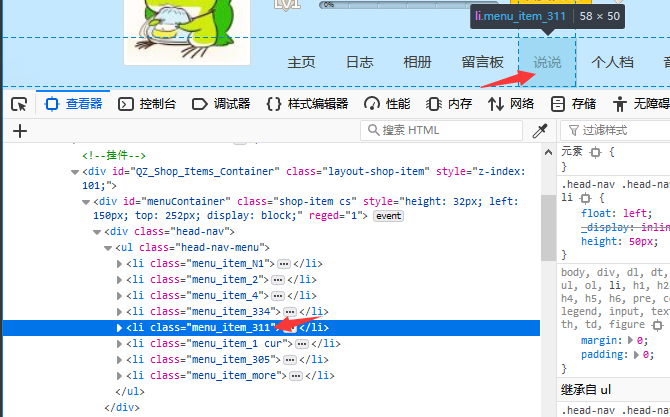 LV1
0%
li.menu_item_311 | 58 × 50
主页 日志 相册 留言板 说说 个人档
查看器 控制台 调试器 {} 样式编辑器 性能 内存 网络 存储 无障碍
+ 搜索 HTML 过滤样式
<!--插件-->
<div id="QZ_Shop_Items_Container" class="layout-shop-item" style="z-index:
101;">
<div id="menuContainer" class="shop-item cs" style="height: 32px; left:
150px; top: 252px; display: block;" reged="1"> event
<div class="head-nav">
<ul class="head-nav-menu">
<li class="menu_item_N1">…</li>
<li class="menu_item_2">…</li>
<li class="menu_item_4">…</li>
<li class="menu_item_334">…</li>
<li class="menu_item_311">…</li>
<li class="menu_item_1 cur">…</li>
<li class="menu_item_305">…</li>
<li class="menu_item_more">…</li>
</ul>
</div>
元素 {
}
.head-nav .head-na
li {
float: left;
_display: inlin
height: 50px;
}
body, div, dl, dt,
ul, ol, li, h1, h2
h4, h5, h6, pre, co
legend, input, text
th, td, figure
margin: 0;
padding: 0;
}
继承自 ul
.head-nav .head-na